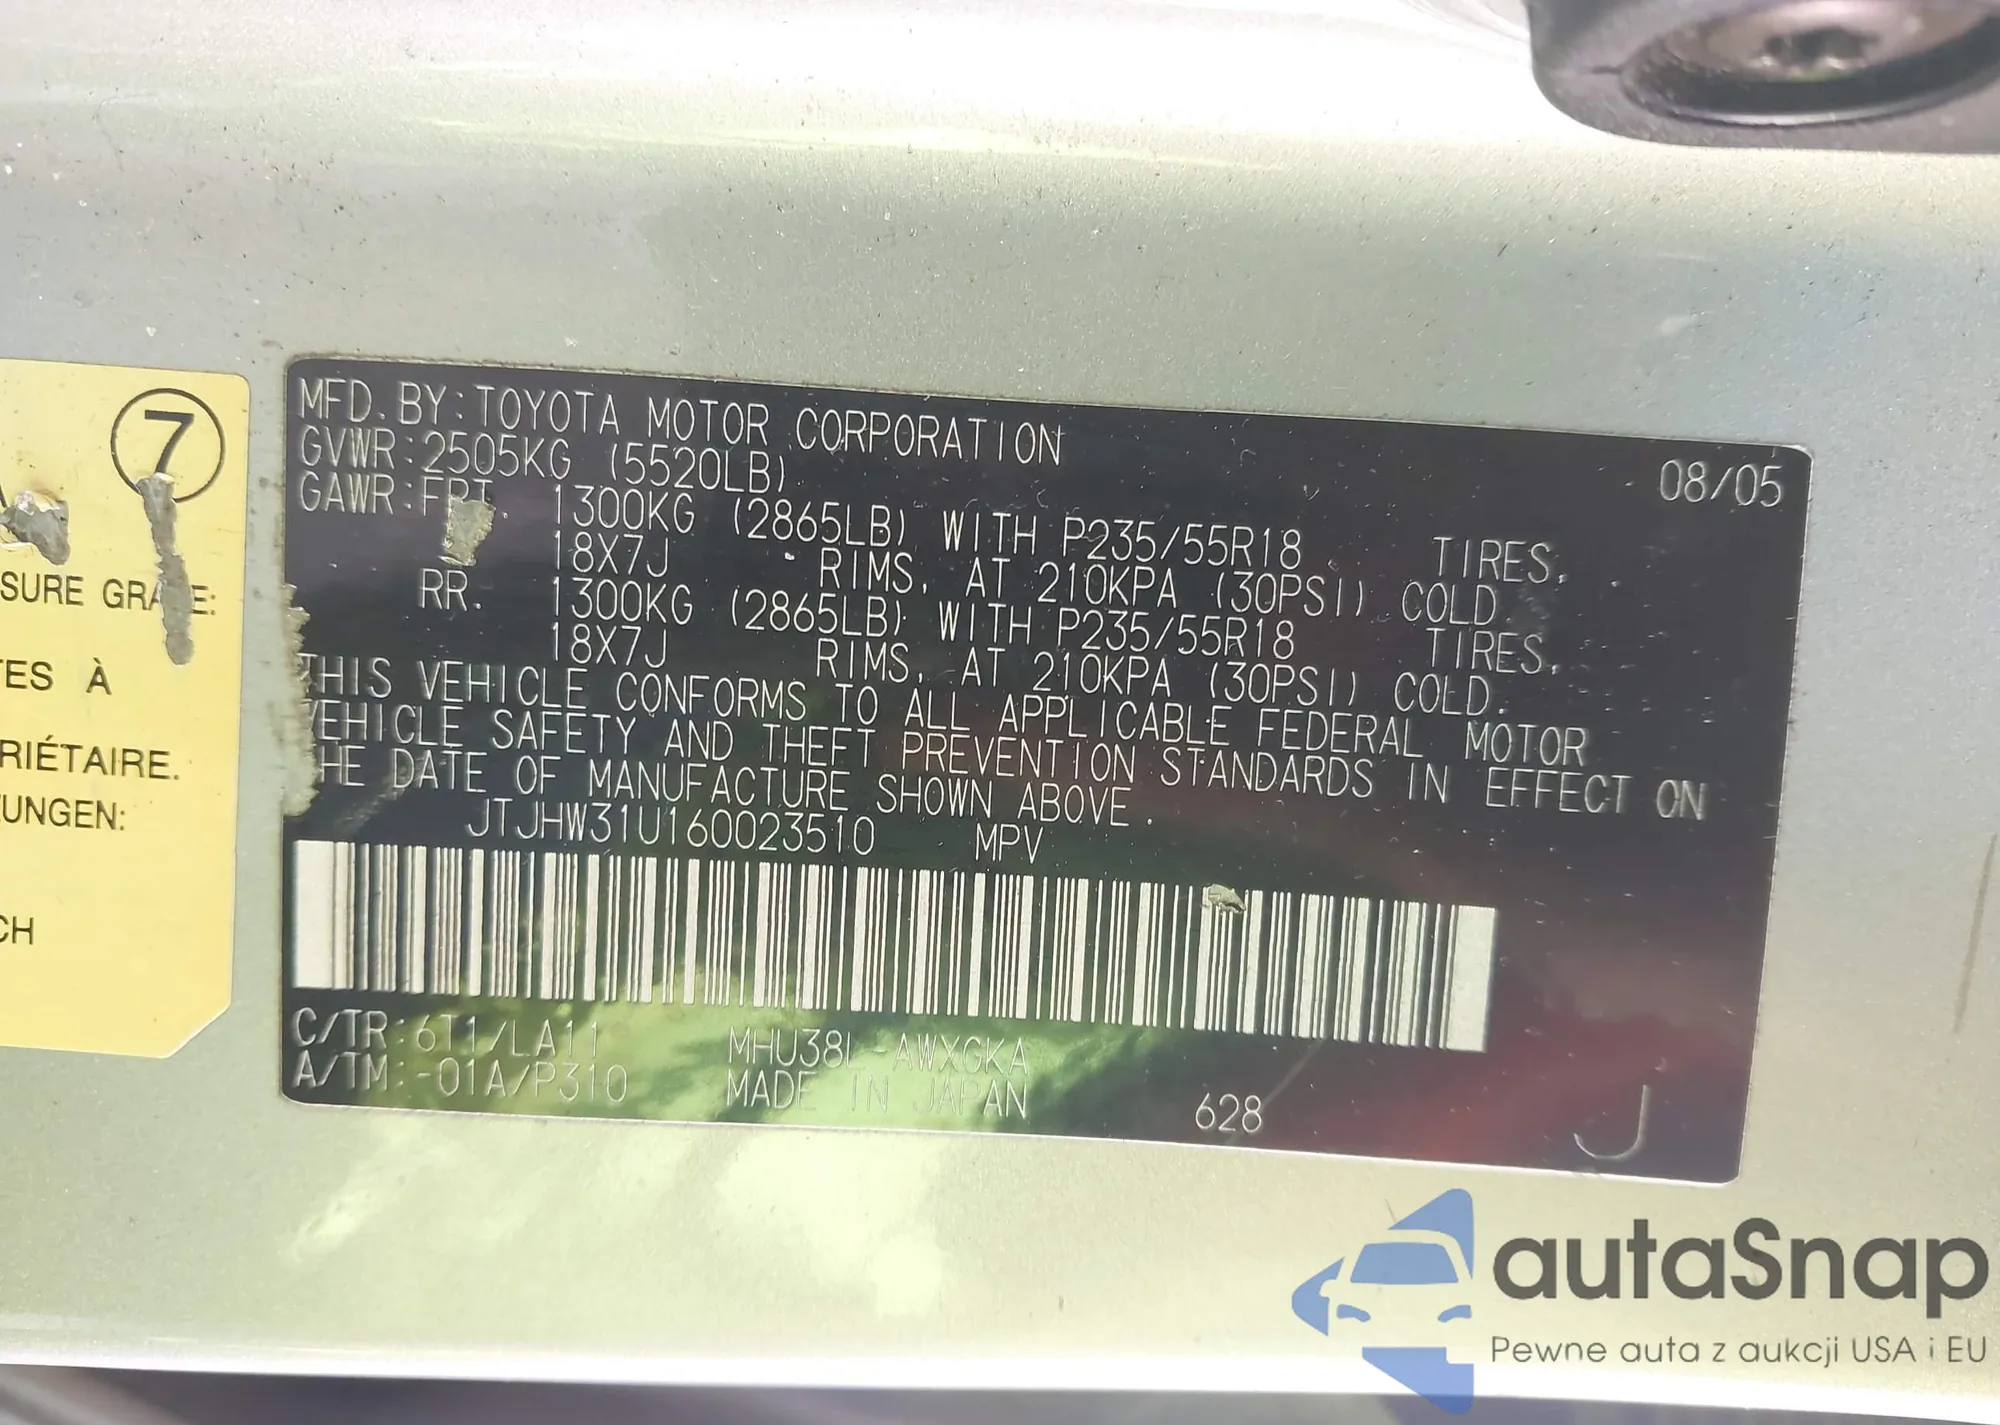 7
SURE GRA E:
TES À
RIÉTAIRE.
UNGEN:
CH
MFD. BY: TOYOTA MOTOR CORPORATION 08/05
GVWR: 2505KG (5520LB)
GAWR: FRT. 1300KG (2865LB) WITH P235/55R18 TIRES,
18X7J RIMS, AT 210KPA (30PSI) COLD.
RR. 1300KG (2865LB) WITH P235/55R18 TIRES,
18X7J RIMS, AT 210KPA (30PSI) COLD.
THIS VEHICLE CONFORMS TO ALL APPLICABLE FEDERAL MOTOR
VEHICLE SAFETY AND THEFT PREVENTION STANDARDS IN EFFECT ON
THE DATE OF MANUFACTURE SHOWN ABOVE.
JTJHW31U160023510 MPV
C/TR: 6T1/LA11 MHU38L-AWXGKA
A/TM: -01A/P310 MADE IN JAPAN 628 J
autaSnap
Pewne auta z aukcji USA i EU